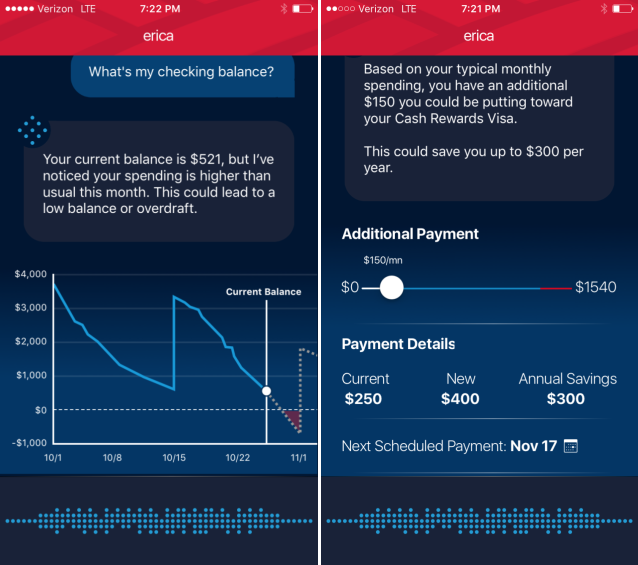 Verizon LTE 7:22 PM
erica
What's my checking balance?
Your current balance is $521, but I've
noticed your spending is higher than
usual this month. This could lead to a
low balance or overdraft.
$4,000
Current Balance
$3,000
$2,000
$1,000
$0
-$1,000
10/1 10/8 10/15 10/22 11/1
Verizon LTE 7:21 PM
erica
Based on your typical monthly
spending, you have an additional
$150 you could be putting toward
your Cash Rewards Visa.
This could save you up to $300 per
year.
Additional Payment
$150/mn
$0 $1540
Payment Details
Current New Annual Savings
$250 $400 $300
Next Scheduled Payment: Nov 17